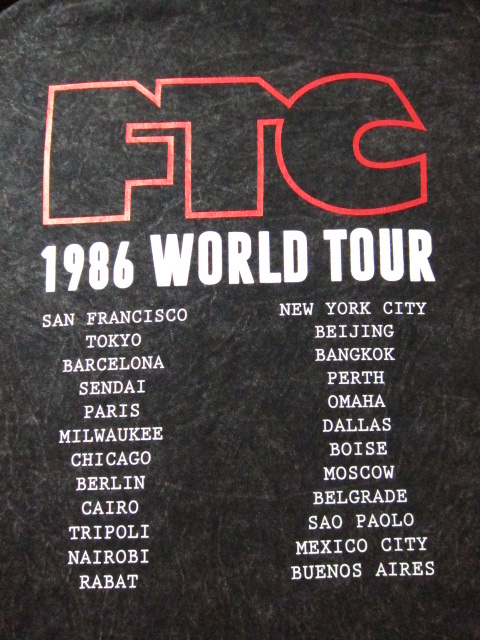 FTC
1986 WORLD TOUR
SAN FRANCISCO
TOKYO
BARCELONA
SENDAI
PARIS
MILWAUKEE
CHICAGO
BERLIN
CAIRO
TRIPOLI
NAIROBI
RABAT
NEW YORK CITY
BEIJING
BANGKOK
PERTH
OMAHA
DALLAS
BOISE
MOSCOW
BELGRADE
SAO PAOLO
MEXICO CITY
BUENOS AIRES